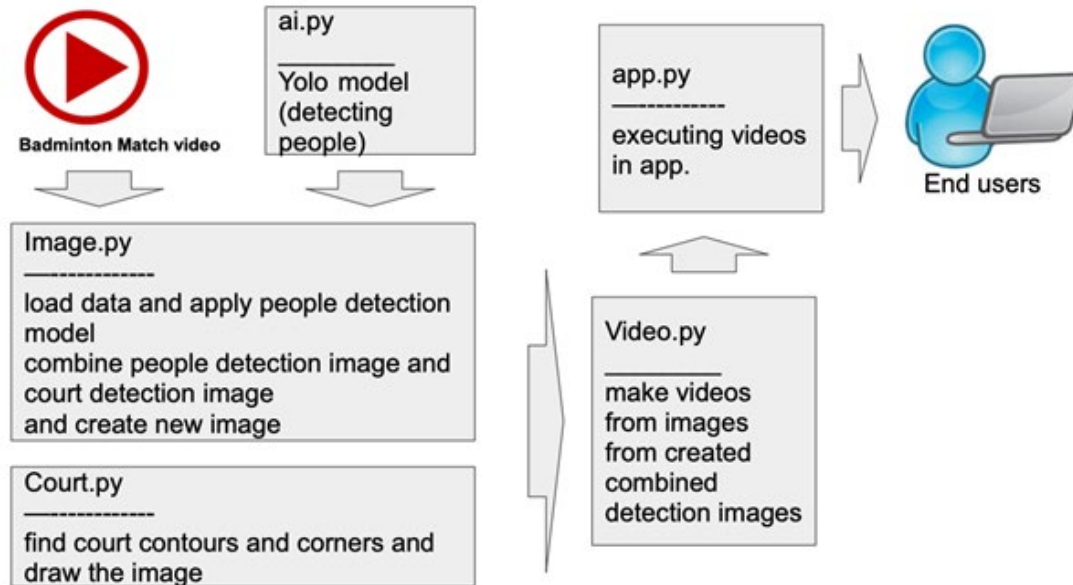 Badminton Match video
ai.py
__________
Yolo model
(detecting
people)
Image.py
—------------
load data and apply people detection
model
combine people detection image and
court detection image
and create new image
Court.py
—------------
find court contours and corners and
draw the image
Video.py
__________
make videos
from images
from created
combined
detection images
app.py
—----------
executing videos
in app.
End users